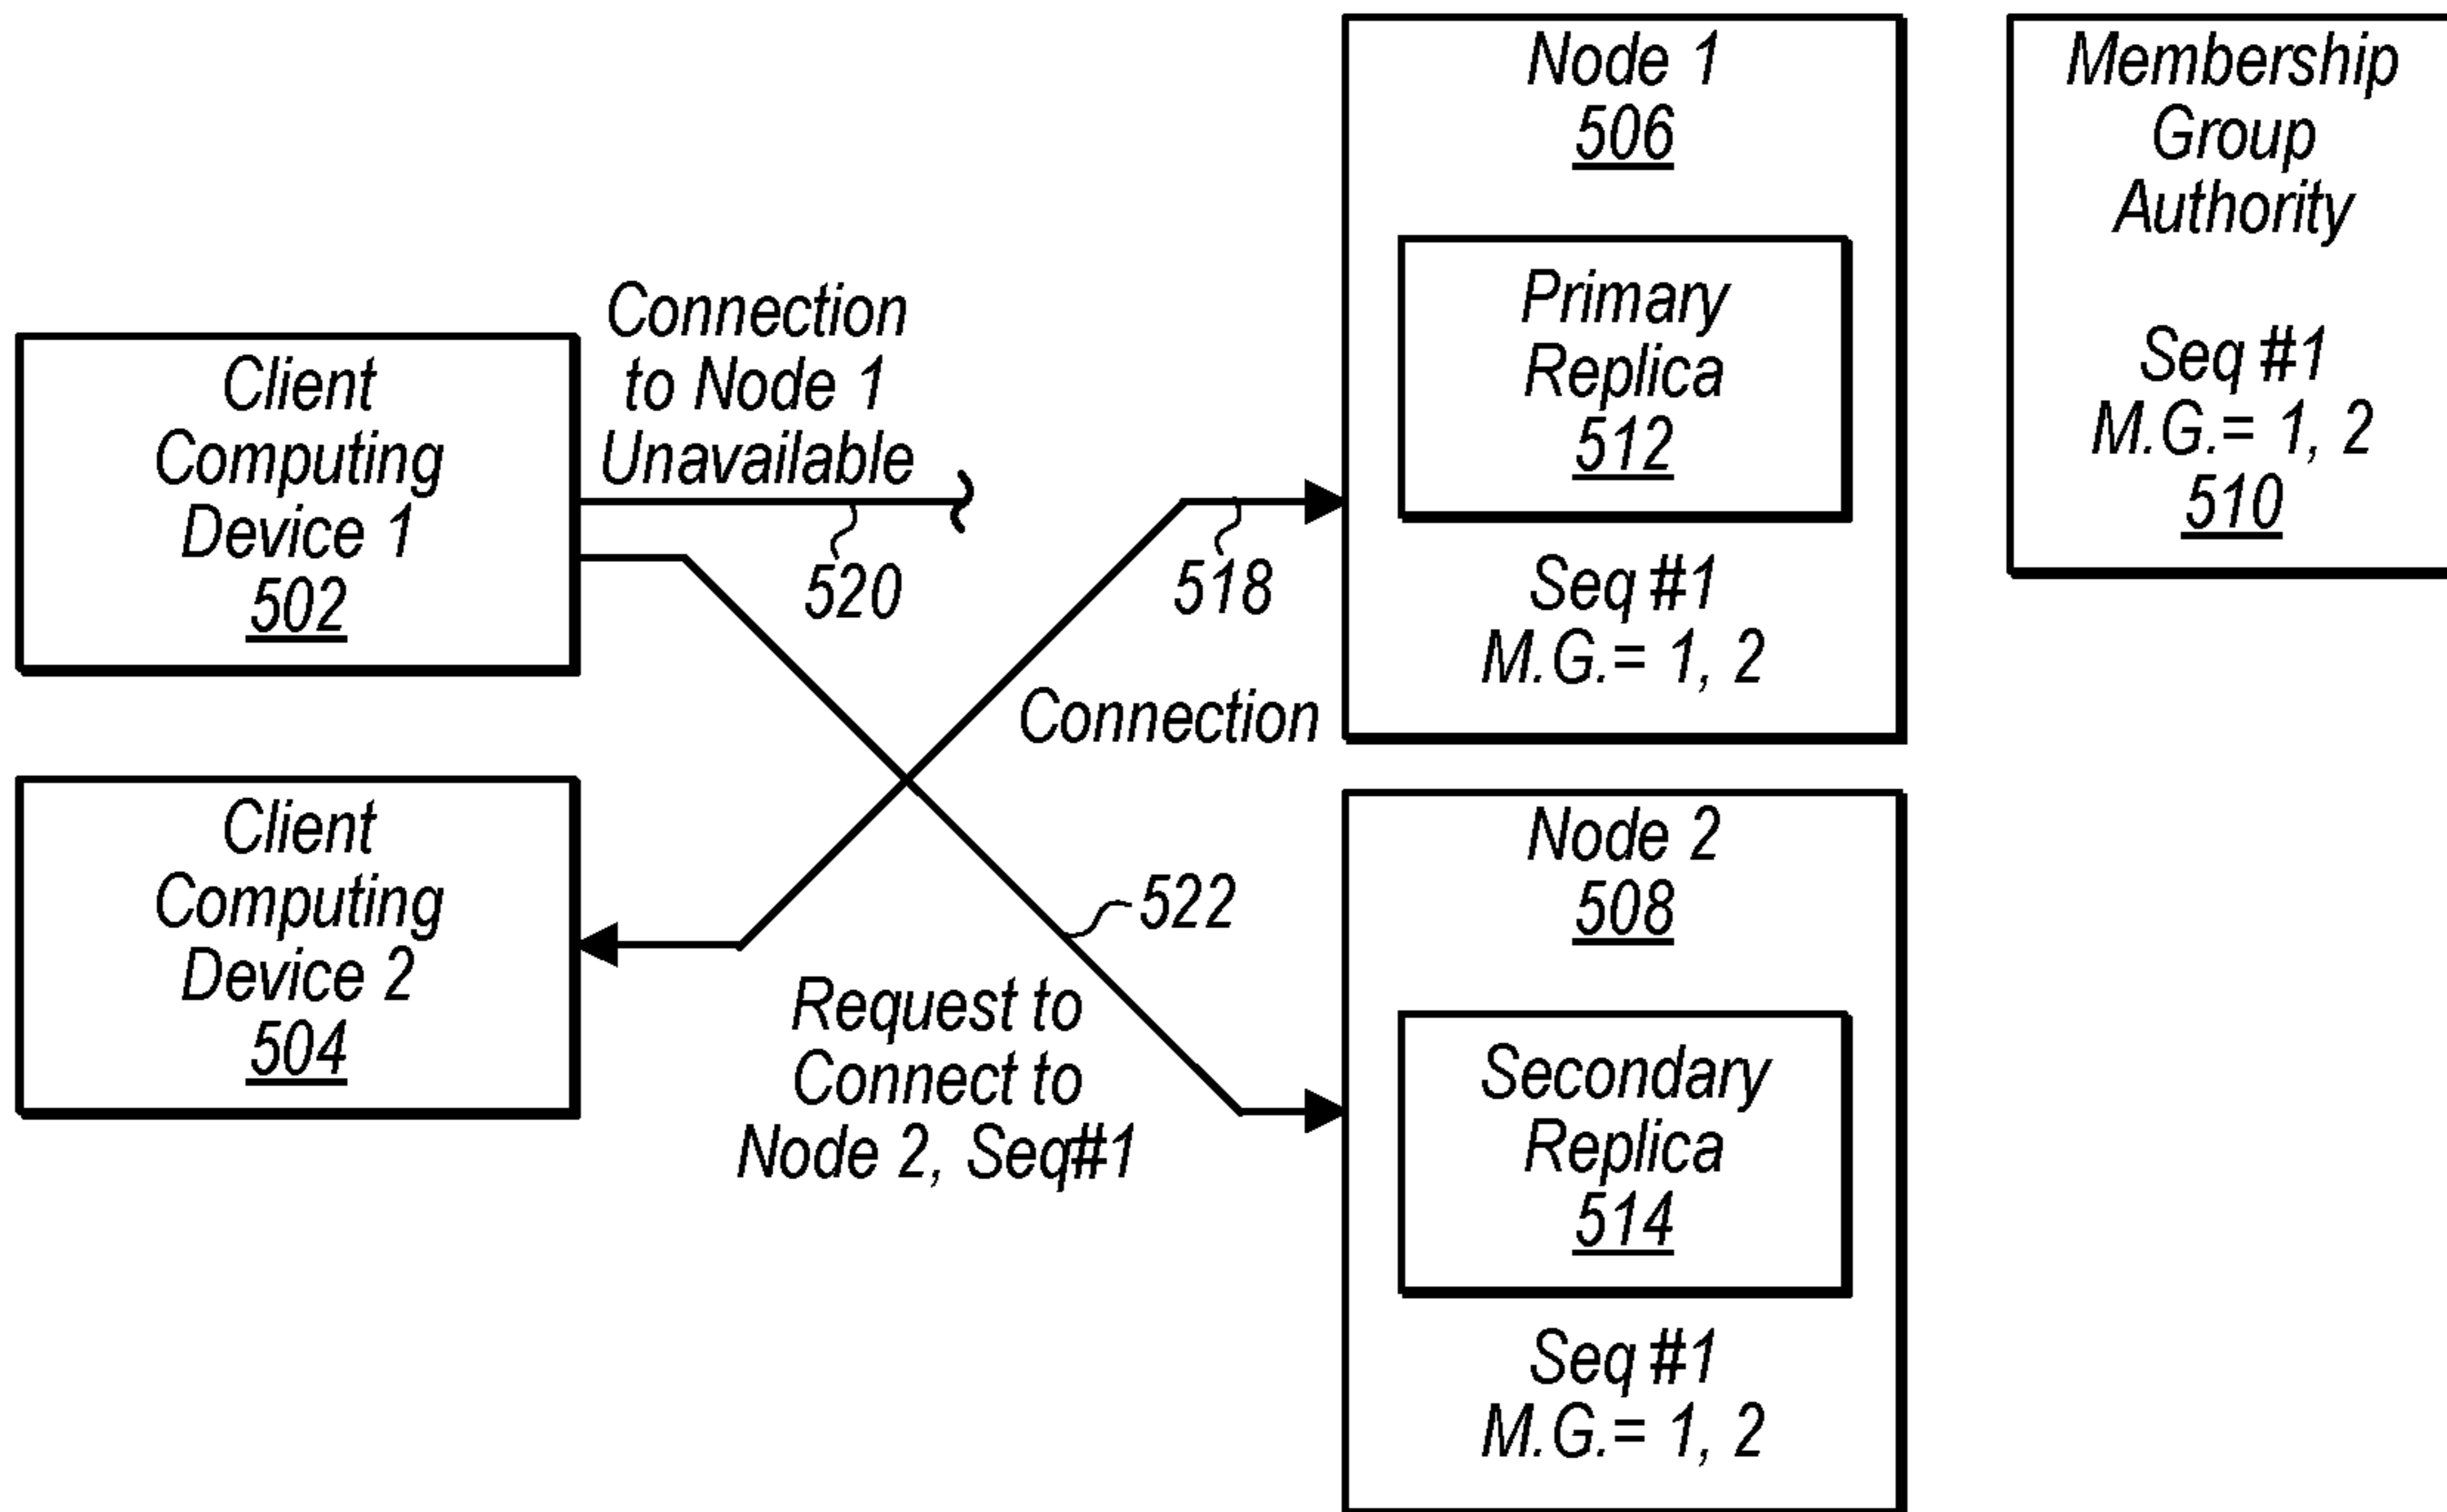 Client
Computing
Device 1
502
Connection
to Node 1
Unavailable
520
518
Connection
Node 1
506
Primary
Replica
512
Seq #1
M.G.= 1, 2
Membership
Group
Authority
Seq #1
M.G.= 1, 2
510
Client
Computing
Device 2
504
522
Request to
Connect to
Node 2, Seq#1
Node 2
508
Secondary
Replica
514
Seq #1
M.G.= 1, 2